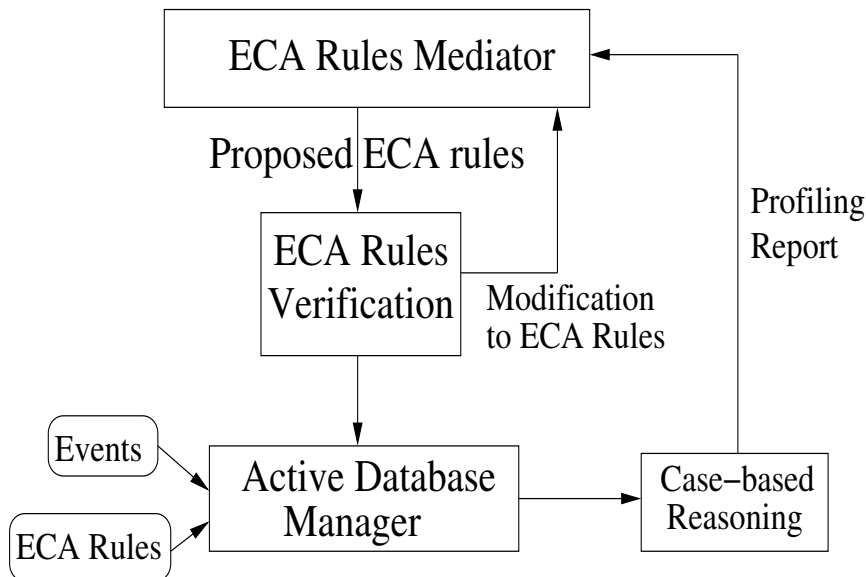 ECA Rules Mediator
Proposed ECA rules
Profiling
Report
ECA Rules
Verification
Modification
to ECA Rules
Events
ECA Rules
Active Database
Manager
Case−based
Reasoning